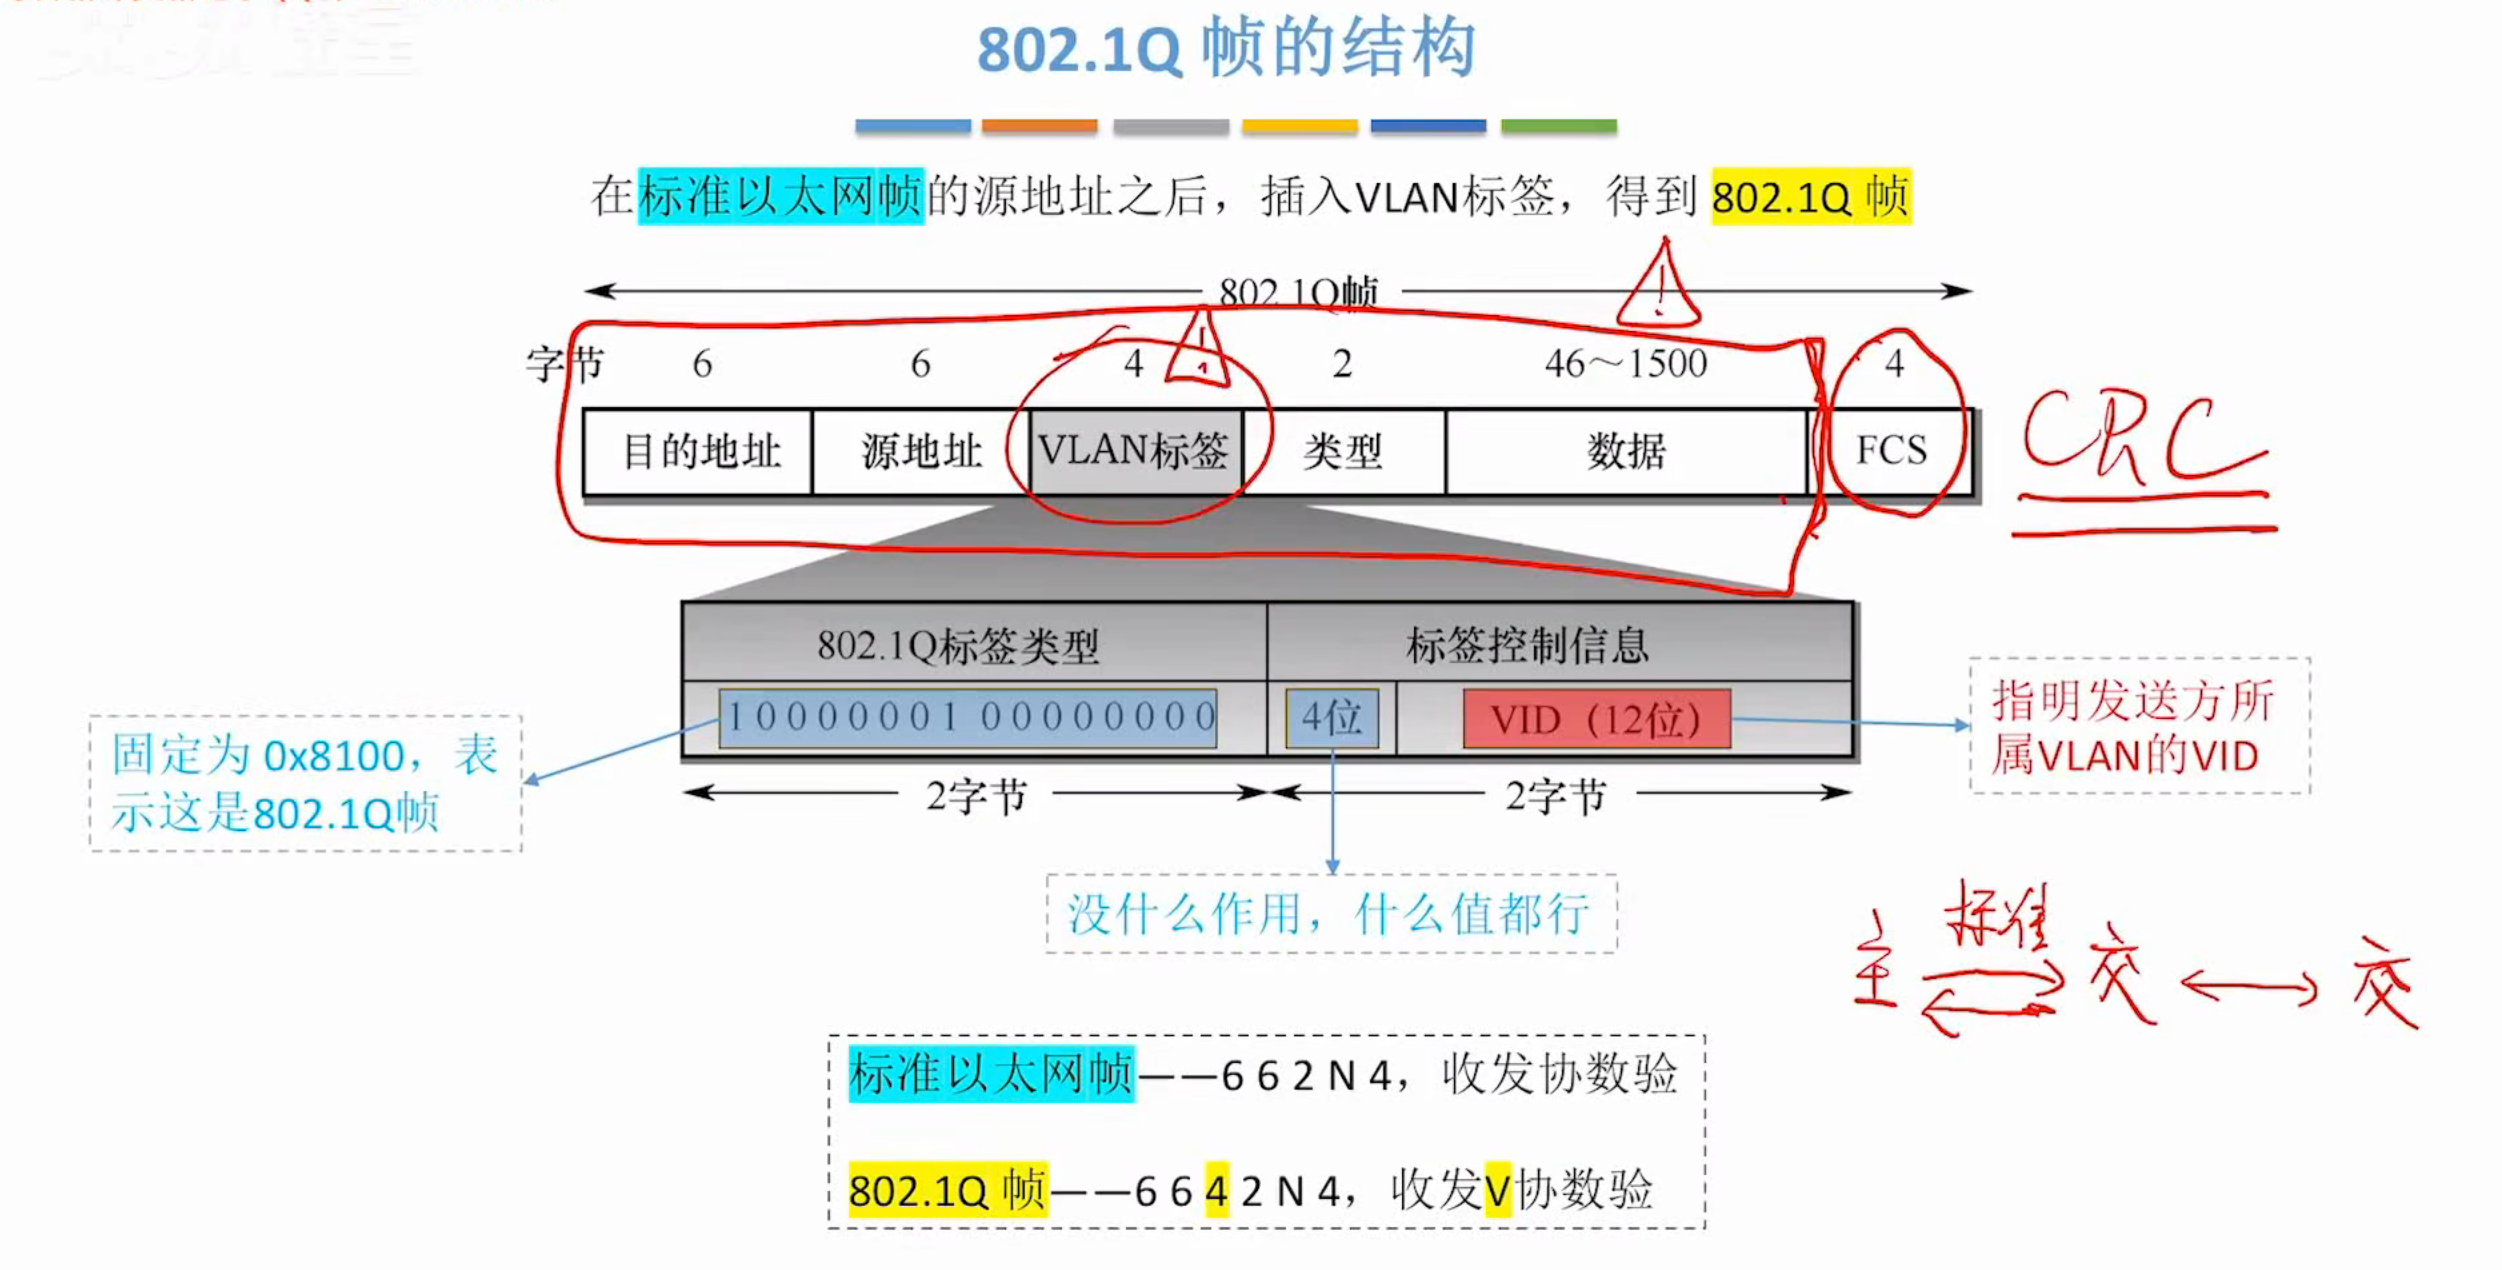 802.1Q 帧的结构
在标准以太网帧的源地址之后，插入VLAN标签，得到 802.1Q 帧
802.1Q帧
字节 6 6 4 2 46～1500 4
目的地址 源地址 VLAN标签 类型 数据 FCS
CRC
802.1Q标签类型 标签控制信息
1 0 0 0 0 0 0 1 0 0 0 0 0 0 0 0 4位 VID（12位）
指明发送方所
属VLAN的VID
固定为 0x8100，表
示这是802.1Q帧
2字节 2字节
没什么作用，什么值都行
标准
主 交 交
标准以太网帧——6 6 2 N 4，收发协数验
802.1Q 帧——6 6 4 2 N 4，收发V协数验